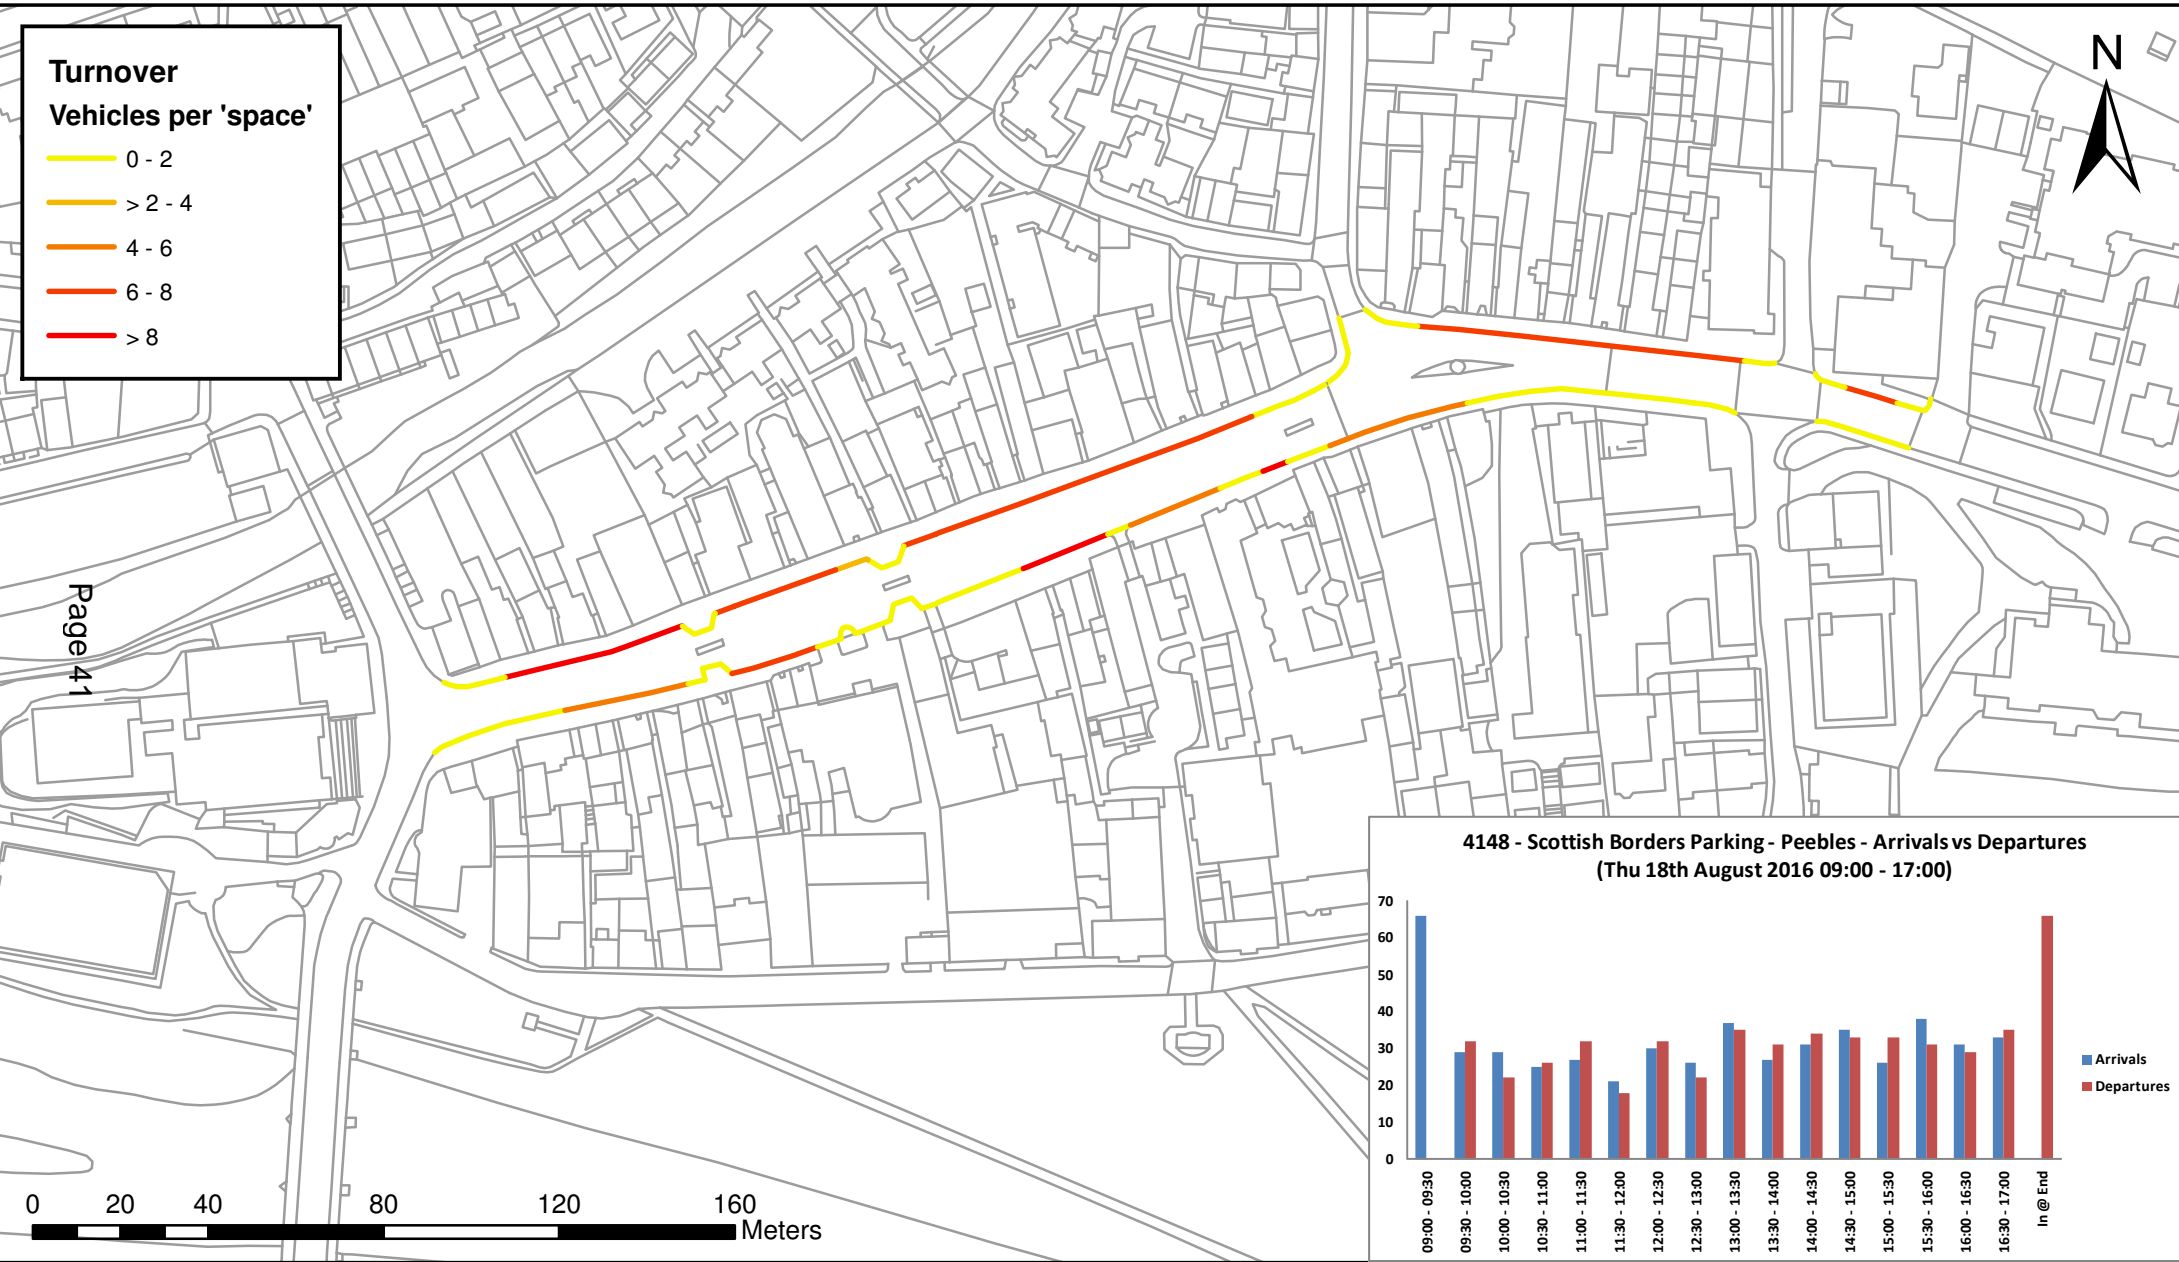 Turnover
Vehicles per 'space'
0 - 2
> 2 - 4
4 - 6
6 - 8
> 8
N
Page 41
0 20 40 80 120 160
Meters
4148 - Scottish Borders Parking - Peebles - Arrivals vs Departures
(Thu 18th August 2016 09:00 - 17:00)
70
60
50
40
30
20
10
0
09:00 - 09:30
09:30 - 10:00
10:00 - 10:30
10:30 - 11:00
11:00 - 11:30
11:30 - 12:00
12:00 - 12:30
12:30 - 13:00
13:00 - 13:30
13:30 - 14:00
14:00 - 14:30
14:30 - 15:00
15:00 - 15:30
15:30 - 16:00
16:00 - 16:30
16:30 - 17:00
In @ End
Arrivals
Departures